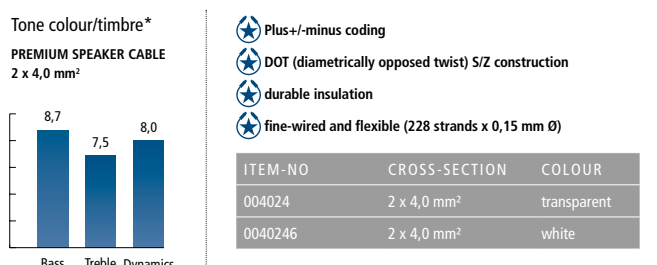 Tone colour/timbre*
PREMIUM SPEAKER CABLE
2 x 4,0 mm²
8,7
7,5
8,0
Bass Treble Dynamics
Plus+/-minus coding
DOT (diametrically opposed twist) S/Z construction
durable insulation
fine-wired and flexible (228 strands x 0,15 mm Ø)
ITEM-NO CROSS-SECTION COLOUR
004024 2 x 4,0 mm² transparent
0040246 2 x 4,0 mm² white